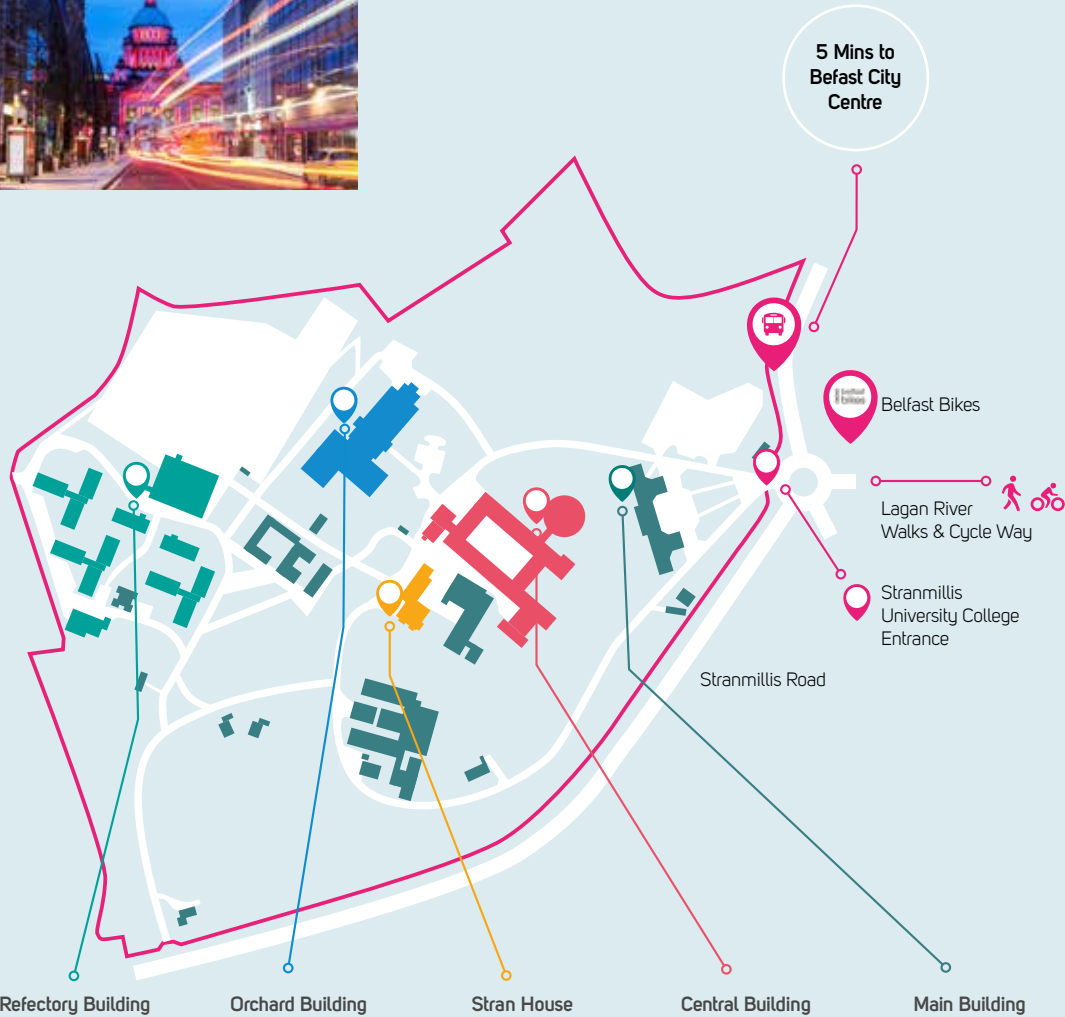 5 Mins to
Befast City
Centre
Belfast Bikes
Lagan River
Walks & Cycle Way
Stranmillis
University College
Entrance
Stranmillis Road
Refectory Building
Orchard Building
Stran House
Central Building
Main Building